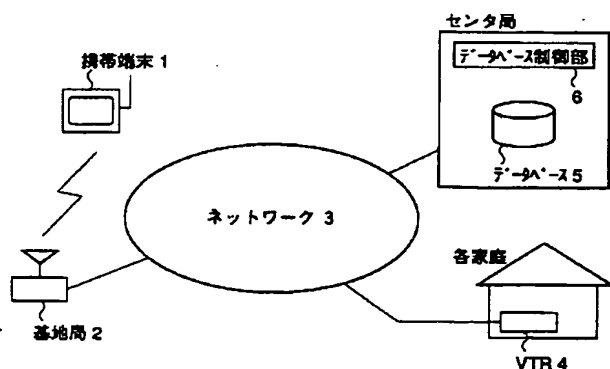 センタ局
データベース制御部
6
データベース5
携帯端末 1
ネットワーク 3
基地局 2
各家庭
VTR 4